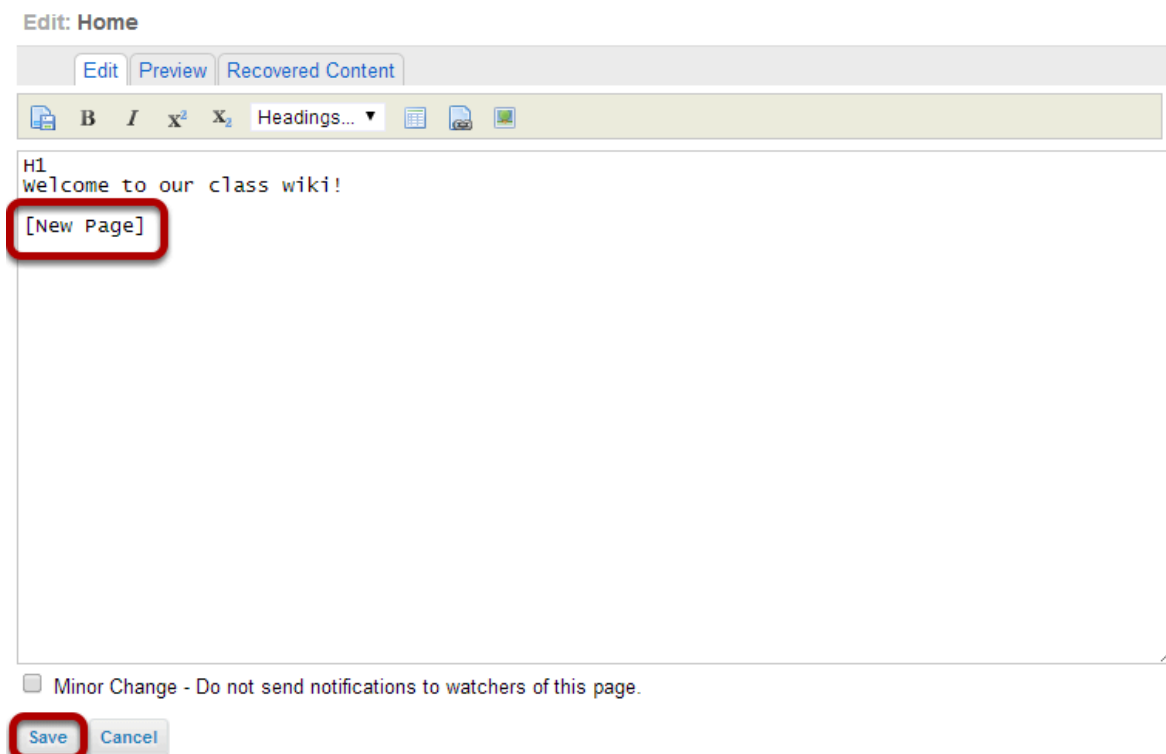 Edit: Home
Edit Preview Recovered Content
B I X² X₂ Headings... ▼
H1
Welcome to our class wiki!
[New Page]
Minor Change - Do not send notifications to watchers of this page.
Save Cancel